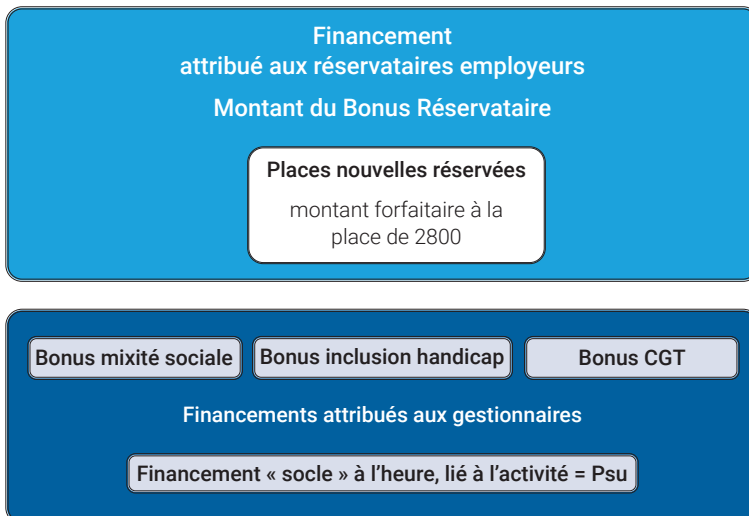 Financement
attribué aux réservataires employeurs
Montant du Bonus Réservataire
Places nouvelles réservées
montant forfaitaire à la
place de 2800
Bonus mixité sociale
Bonus inclusion handicap
Bonus CGT
Financements attribués aux gestionnaires
Financement « socle » à l’heure, lié à l’activité = Psu